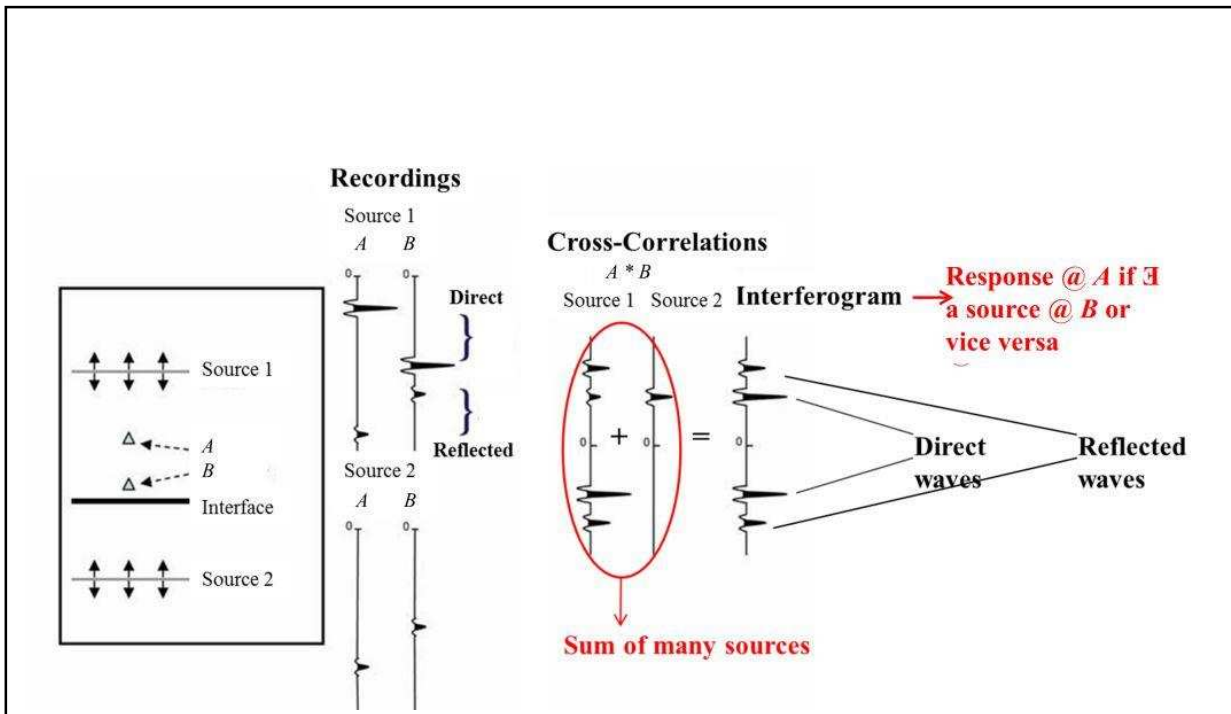 Recordings
Source 1
A B
0 0
Direct
Reflected
Source 2
A B
0 0
Source 1
A
B
Interface
Source 2
Cross-Correlations
A * B
Source 1 Source 2
0 + 0 =
Sum of many sources
Interferogram
Response @ A if Ǝ
a source @ B or
vice versa
Direct
waves
Reflected
waves